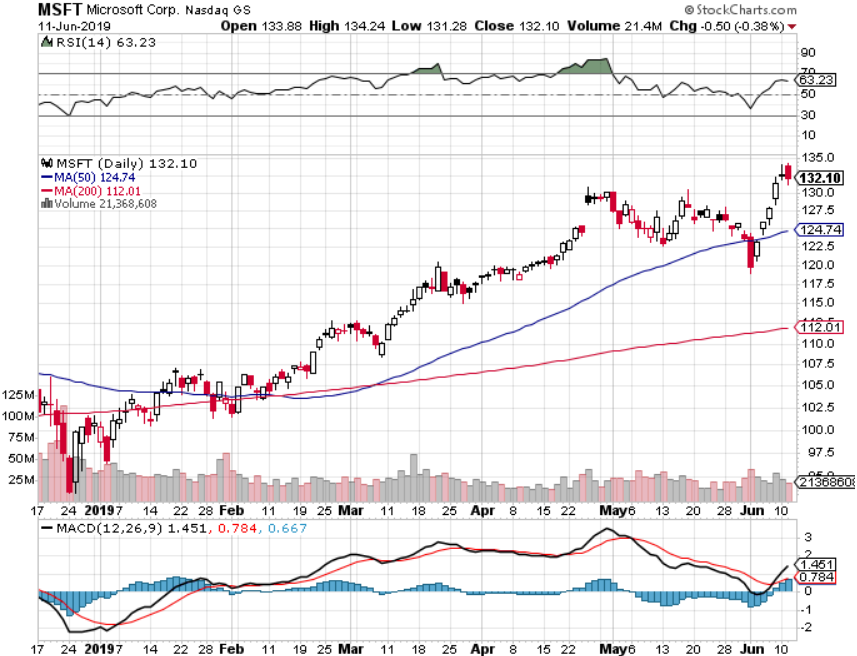 MSFT Microsoft Corp. Nasdaq GS
© StockCharts.com
11-Jun-2019
Open 133.88 High 134.24 Low 131.28 Close 132.10 Volume 21.4M Chg -0.50 (-0.38%)
RSI(14) 63.23
90
70
63.23
50
30
10
MSFT (Daily) 132.10
MA(50) 124.74
MA(200) 112.01
Volume 21,368,608
135.0
132.10
130.0
127.5
124.74
122.5
120.0
117.5
115.0
112.01
110.0
107.5
105.0
102.5
100.0
97.5
95.0
21368608
125M
100M
75M
50M
25M
17 24 2019 7 14 22 28 Feb 11 19 25 Mar 11 18 25 Apr 8 15 22 May 6 13 20 28 Jun 10
MACD(12,26,9) 1.451, 0.784, 0.667
3
2
1.451
0.784
0
-1
-2
17 24 2019 7 14 22 28 Feb 11 19 25 Mar 11 18 25 Apr 8 15 22 May 6 13 20 28 Jun 10